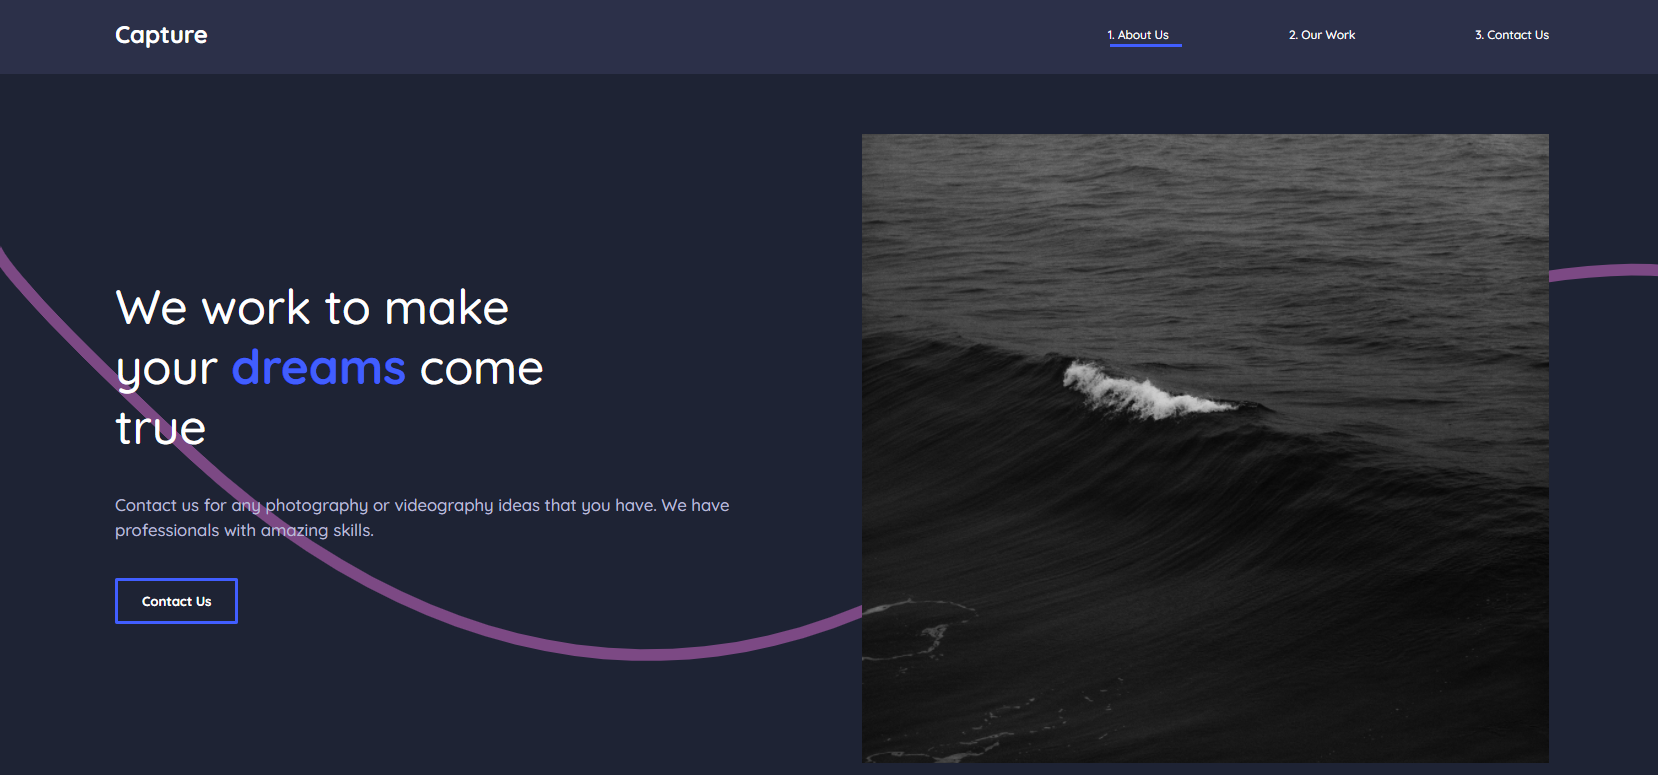 Capture
1. About Us
2. Our Work
3. Contact Us
We work to make
your dreams come
true
Contact us for any photography or videography ideas that you have. We have
professionals with amazing skills.
Contact Us